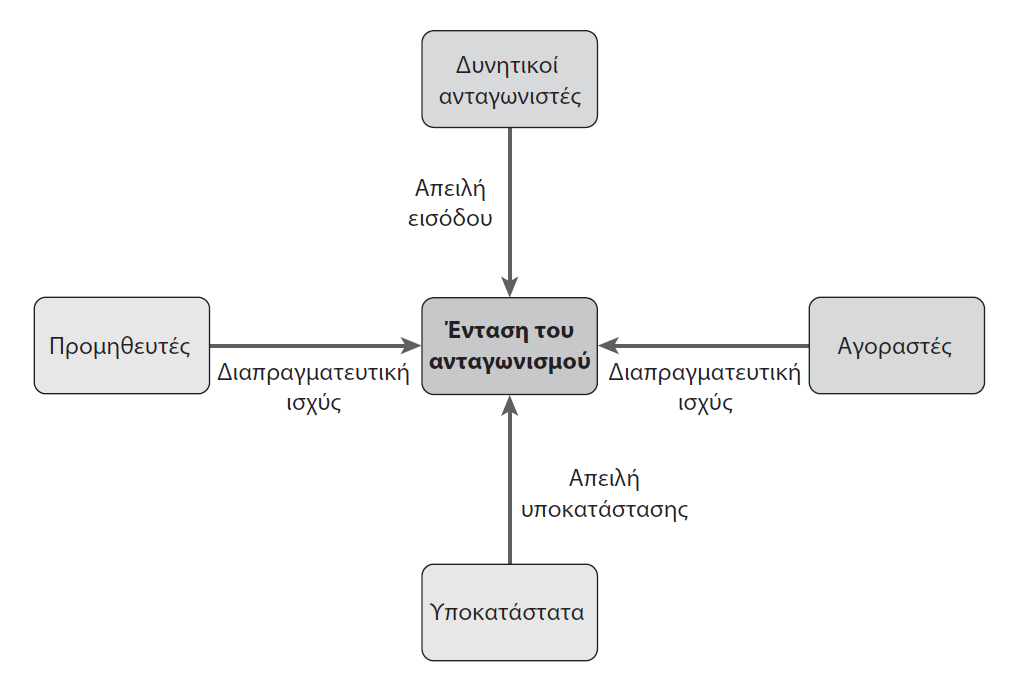 Δυνητικοί
ανταγωνιστές
Απειλή
εισόδου
Προμηθευτές
Διαπραγματευτική
ισχύς
Ένταση του
ανταγωνισμού
Διαπραγματευτική
ισχύς
Αγοραστές
Απειλή
υποκατάστασης
Υποκατάστατα